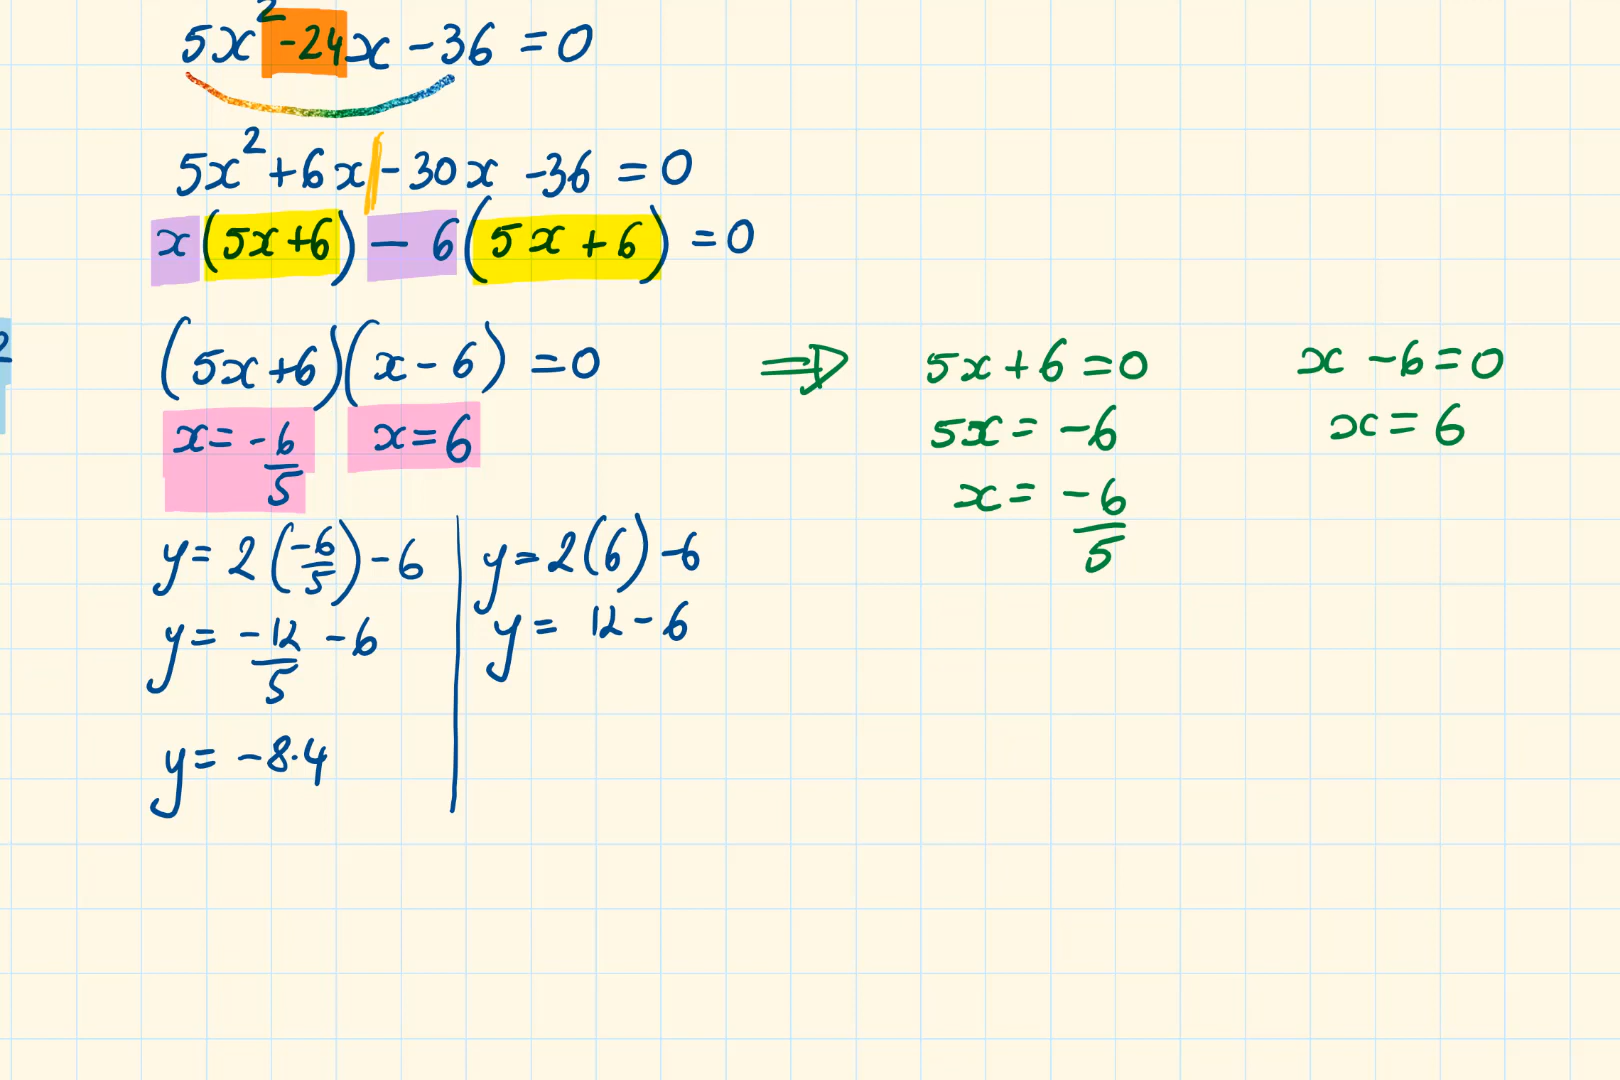 5x² -24x -36 = 0
5x² +6x -30x -36 = 0
x(5x+6) - 6(5x+6) = 0
(5x+6)(x-6) = 0 ⇒ 5x+6=0 x-6=0
x = -6/5 x = 6 5x = -6 x = 6
x = -6/5
y = 2(-6/5) - 6 y = 2(6) - 6
y = -12/5 - 6 y = 12 - 6
y = -8.4